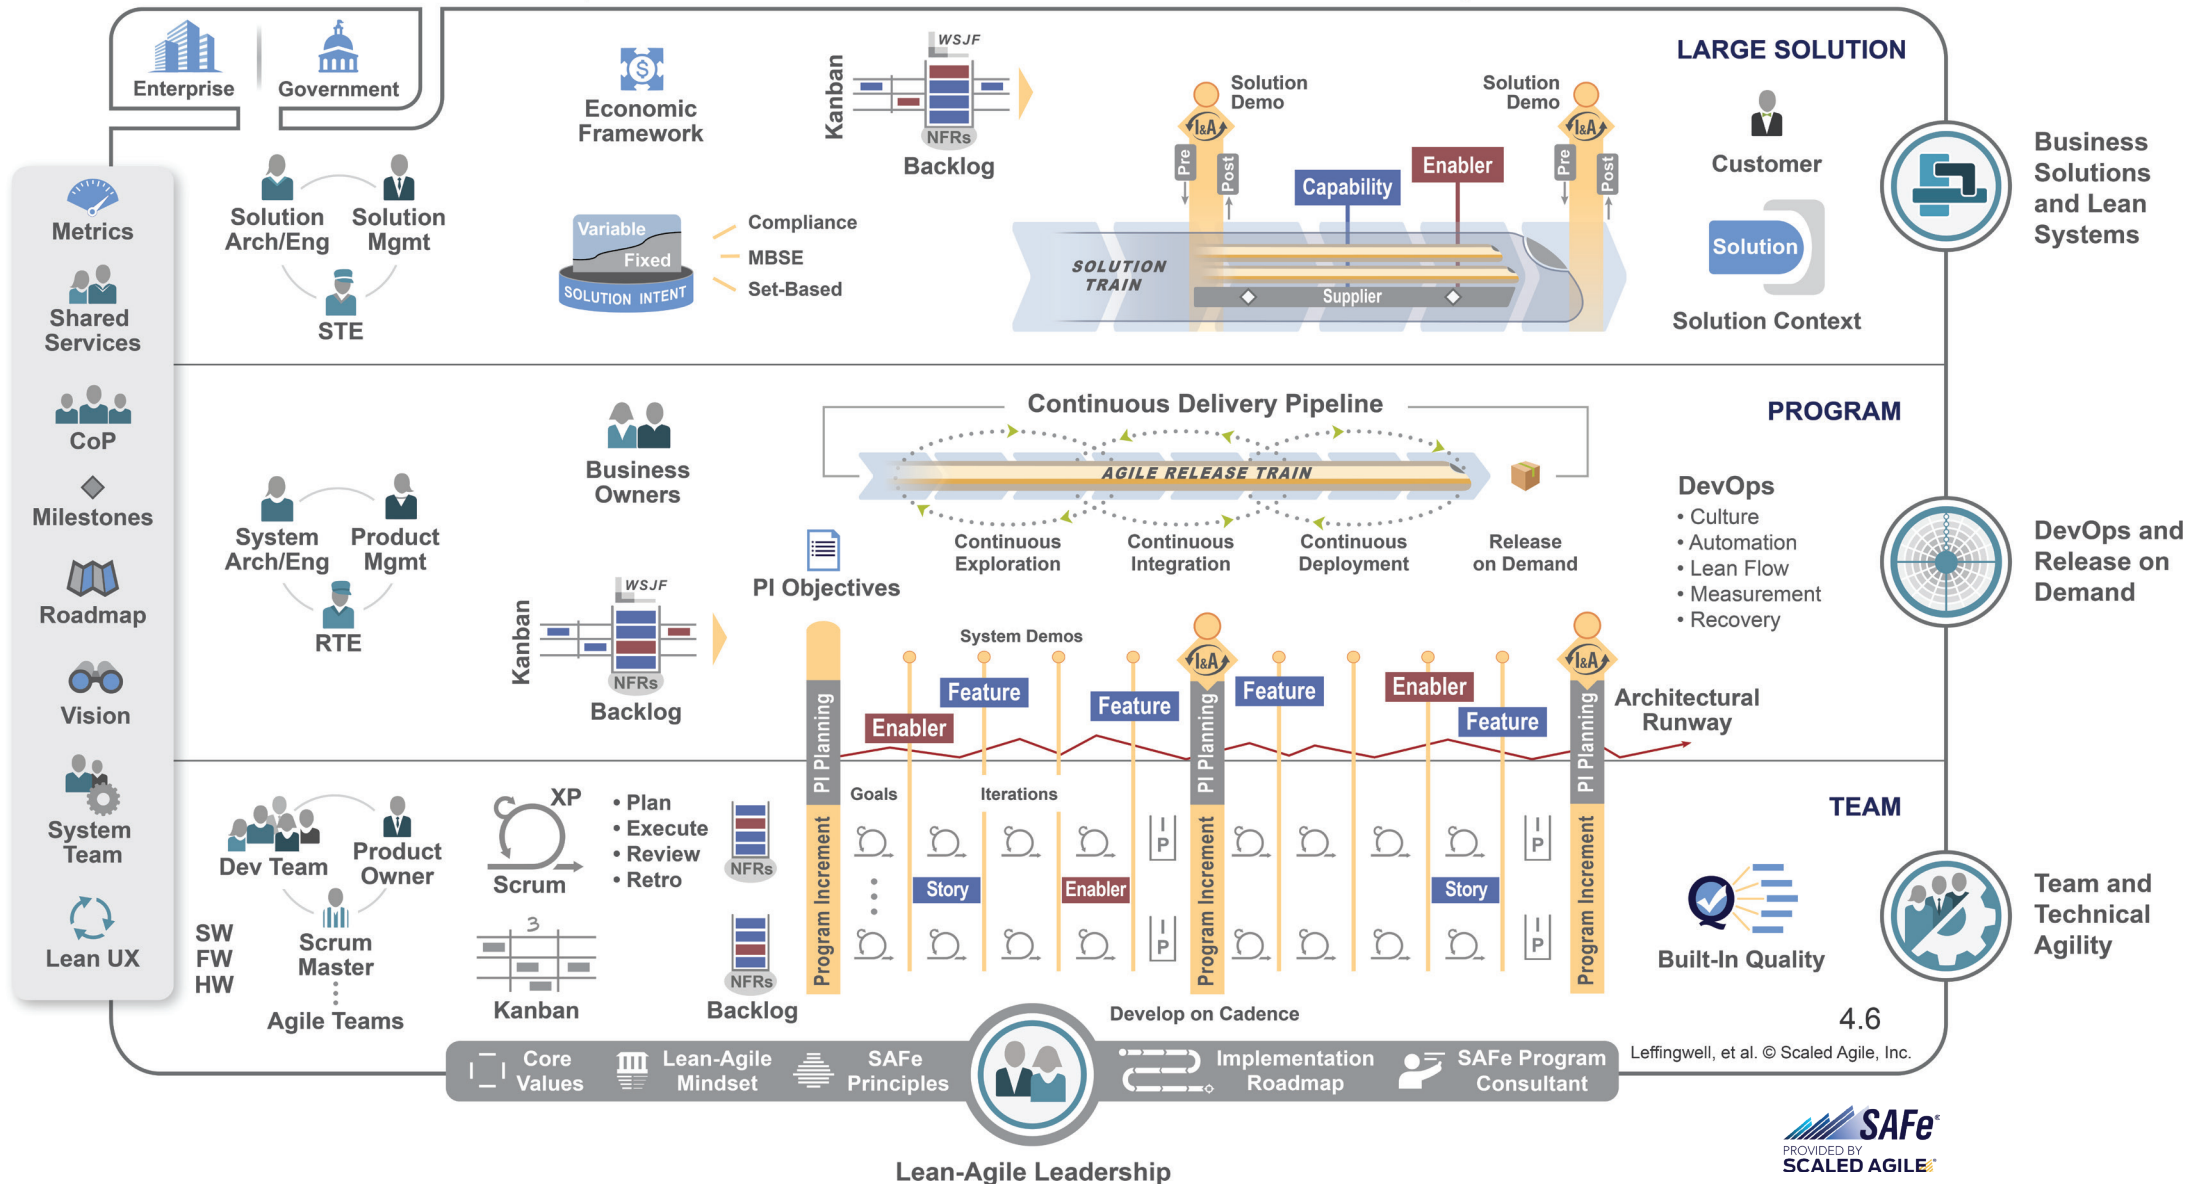 Enterprise
Government
Metrics
Shared
Services
CoP
Milestones
Roadmap
Vision
System
Team
Lean UX
LARGE SOLUTION
Solution
Arch/Eng
Solution
Mgmt
STE
Economic
Framework
Variable
Fixed
SOLUTION INTENT
Compliance
MBSE
Set-Based
Kanban
WSJF
NFRs
Backlog
Solution
Demo
I&A
Pre
Post
Capability
Enabler
Solution
Demo
I&A
Pre
Post
SOLUTION
TRAIN
Supplier
Customer
Solution
Solution Context
Business
Solutions
and Lean
Systems
PROGRAM
System
Arch/Eng
Product
Mgmt
RTE
Business
Owners
Continuous Delivery Pipeline
AGILE RELEASE TRAIN
Continuous
Exploration
Continuous
Integration
Continuous
Deployment
Release
on Demand
DevOps
• Culture
• Automation
• Lean Flow
• Measurement
• Recovery
DevOps and
Release on
Demand
PI Objectives
Kanban
WSJF
NFRs
Backlog
System Demos
Enabler
Feature
Feature
Feature
Enabler
Feature
I&A
I&A
PI Planning
PI Planning
PI Planning
Architectural
Runway
TEAM
Dev Team
Product
Owner
Scrum
Master
Agile Teams
SW
FW
HW
XP
Scrum
3
Kanban
• Plan
• Execute
• Review
• Retro
NFRs
NFRs
Backlog
Program Increment
Program Increment
Program Increment
Goals
Iterations
Story
Enabler
Story
I
P
I
P
I
P
I
P
Develop on Cadence
Built-In Quality
Team and
Technical
Agility
4.6
Leffingwell, et al. © Scaled Agile, Inc.
Core
Values
Lean-Agile
Mindset
SAFe
Principles
Implementation
Roadmap
SAFe Program
Consultant
Lean-Agile Leadership
SAFe®
PROVIDED BY
SCALED AGILE